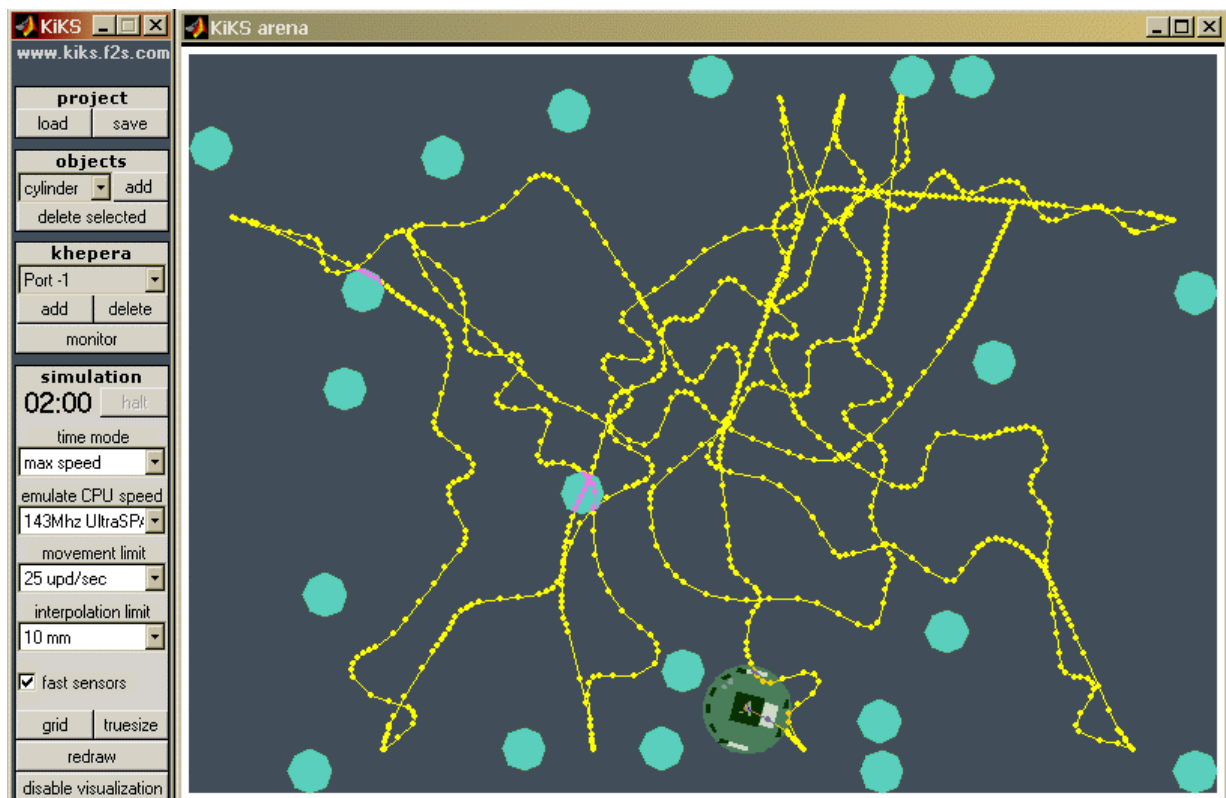 KiKS
www.kiks.f2s.com
project
load save
objects
cylinder add
delete selected
khepera
Port -1
add delete
monitor
simulation
02:00 halt
time mode
max speed
emulate CPU speed
143Mhz UltraSPA
movement limit
25 upd/sec
interpolation limit
10 mm
fast sensors
grid truesize
redraw
disable visualization
KiKS arena